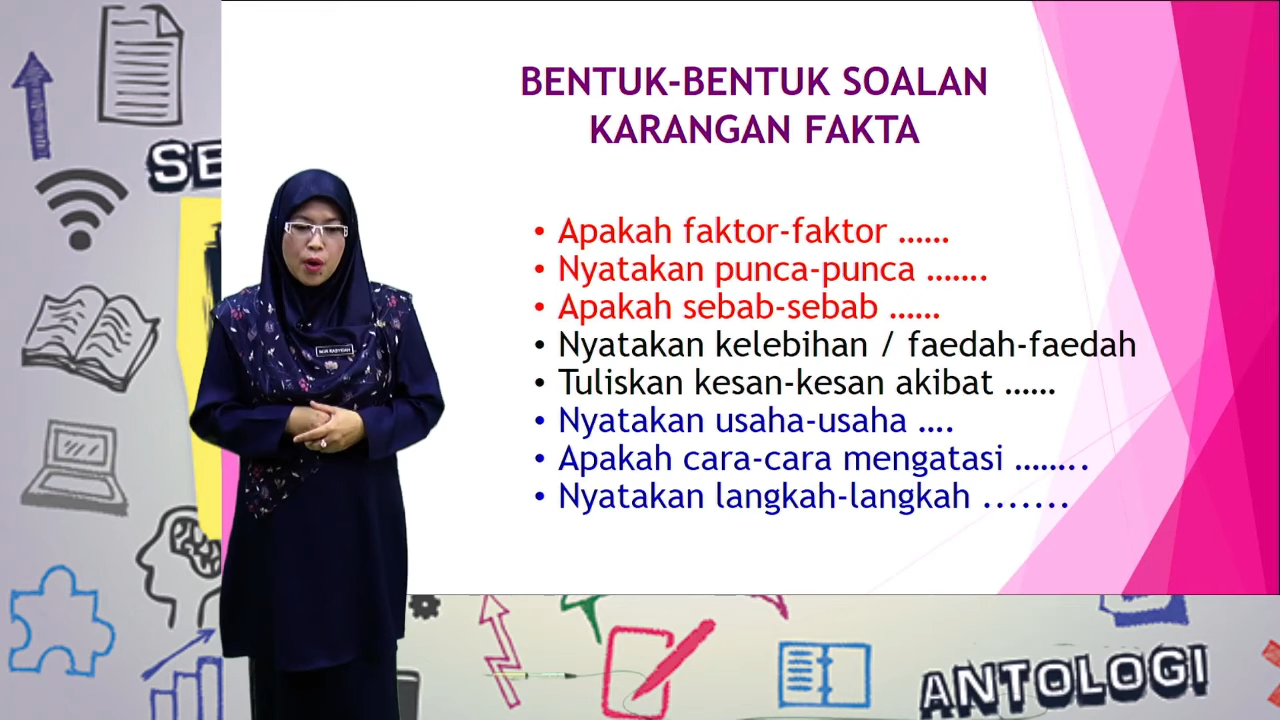 BENTUK-BENTUK SOALAN
KARANGAN FAKTA
SE
• Apakah faktor-faktor ......
• Nyatakan punca-punca .......
• Apakah sebab-sebab ......
• Nyatakan kelebihan / faedah-faedah
• Tuliskan kesan-kesan akibat ......
• Nyatakan usaha-usaha ....
• Apakah cara-cara mengatasi ........
• Nyatakan langkah-langkah .......
ANTOLOGI